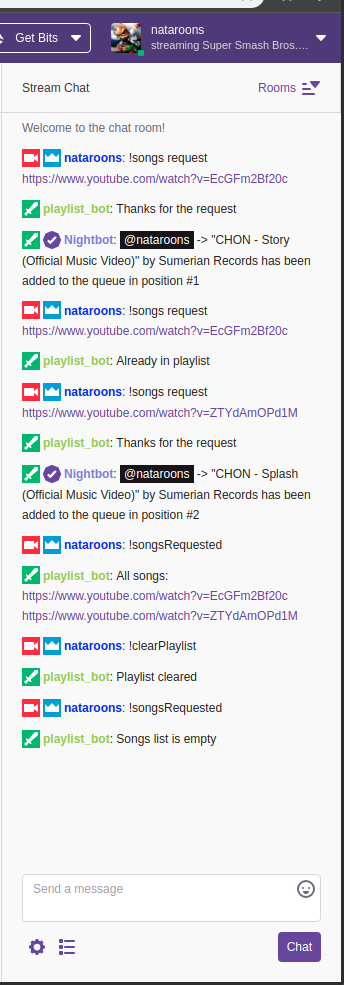 Get Bits
nataroons
streaming Super Smash Bros....
Stream Chat
Rooms
Welcome to the chat room!
nataroons: !songs request
https://www.youtube.com/watch?v=EcGFm2Bf20c
playlist_bot: Thanks for the request
Nightbot: @nataroons -> "CHON - Story
(Official Music Video)" by Sumerian Records has been
added to the queue in position #1
nataroons: !songs request
https://www.youtube.com/watch?v=EcGFm2Bf20c
playlist_bot: Already in playlist
nataroons: !songs request
https://www.youtube.com/watch?v=ZTYdAmOPd1M
playlist_bot: Thanks for the request
Nightbot: @nataroons -> "CHON - Splash
(Official Music Video)" by Sumerian Records has been
added to the queue in position #2
nataroons: !songsRequested
playlist_bot: All songs:
https://www.youtube.com/watch?v=EcGFm2Bf20c
https://www.youtube.com/watch?v=ZTYdAmOPd1M
nataroons: !clearPlaylist
playlist_bot: Playlist cleared
nataroons: !songsRequested
playlist_bot: Songs list is empty
Send a message
Chat